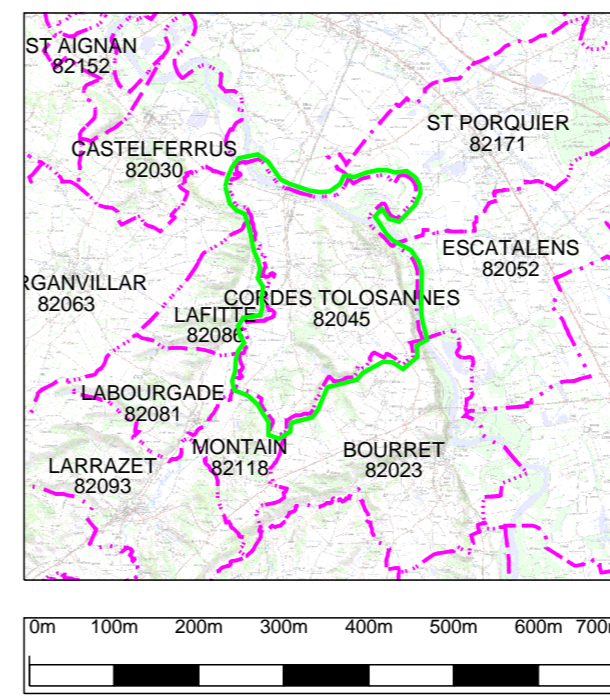 ST AIGNAN
82152
ST PORQUIER
82171
CASTELFERRUS
82030
ESCATALENS
82052
RGANVILLAR
82063
CORDES TOLOSANNES
82045
LAFITTE
82086
LABOURGADE
82081
MONTAIN
82118
BOURRET
82023
LARRAZET
82093
0m 100m 200m 300m 400m 500m 600m 700m